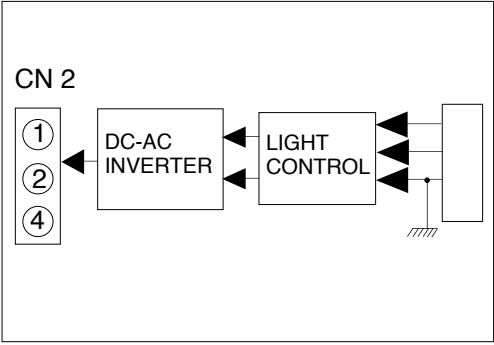 CN 2
1
2
4
DC-AC
INVERTER
LIGHT
CONTROL